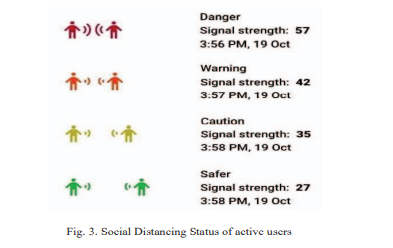 Danger
Signal strength: 57
3:56 PM, 19 Oct
Warning
Signal strength: 42
3:57 PM, 19 Oct
Caution
Signal strength: 35
3:58 PM, 19 Oct
Safer
Signal strength: 27
3:58 PM, 19 Oct
Fig. 3. Social Distancing Status of active users